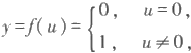 y=f(u)={0, u=0,
1, u≠0,